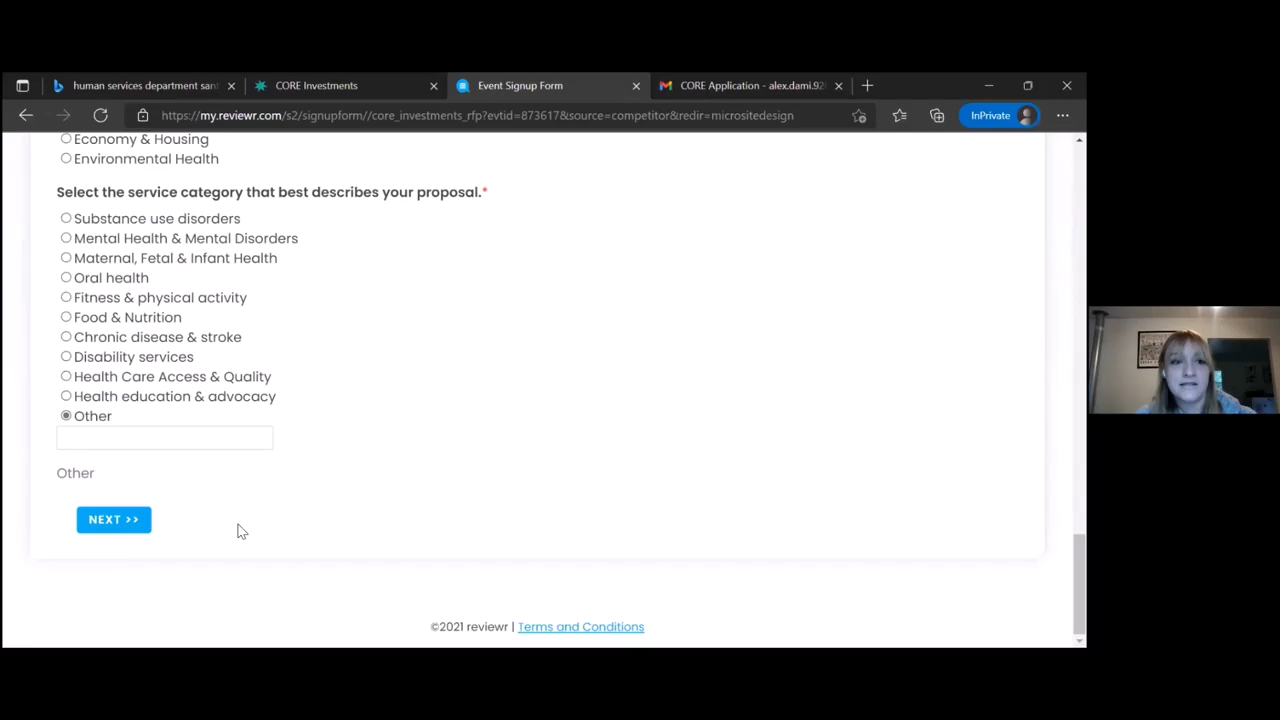 human services department sant
CORE Investments
Event Signup Form
CORE Application - alex.dami.92
https://my.reviewr.com/s2/signupform//core_investments_rfp?evtid=873617&source=competitor&redir=micrositedesign
InPrivate
Economy & Housing
Environmental Health
Select the service category that best describes your proposal.*
Substance use disorders
Mental Health & Mental Disorders
Maternal, Fetal & Infant Health
Oral health
Fitness & physical activity
Food & Nutrition
Chronic disease & stroke
Disability services
Health Care Access & Quality
Health education & advocacy
Other
Other
NEXT >>
©2021 reviewr | Terms and Conditions